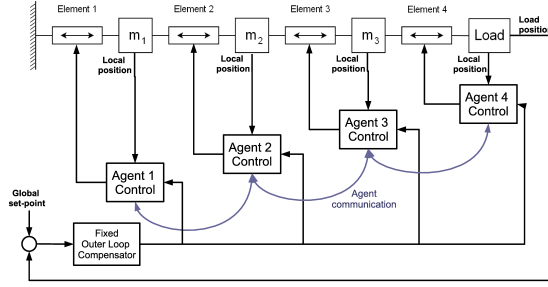 Element 1
Element 2
Element 3
Element 4
Load
position
m1
m2
m3
Load
Local
position
Local
position
Local
position
Local
position
Agent 4
Control
Agent 3
Control
Agent 2
Control
Agent 1
Control
Agent
communication
Global
set-point
Fixed
Outer Loop
Compensator